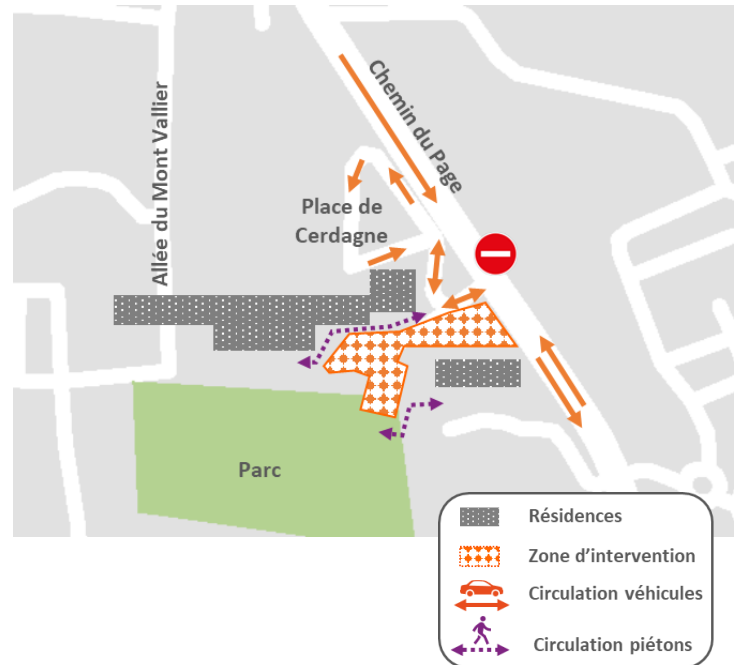 Chemin du Page
Allée du Mont Vallier
Place de
Cerdagne
Parc
Résidences
Zone d'intervention
Circulation véhicules
Circulation piétons